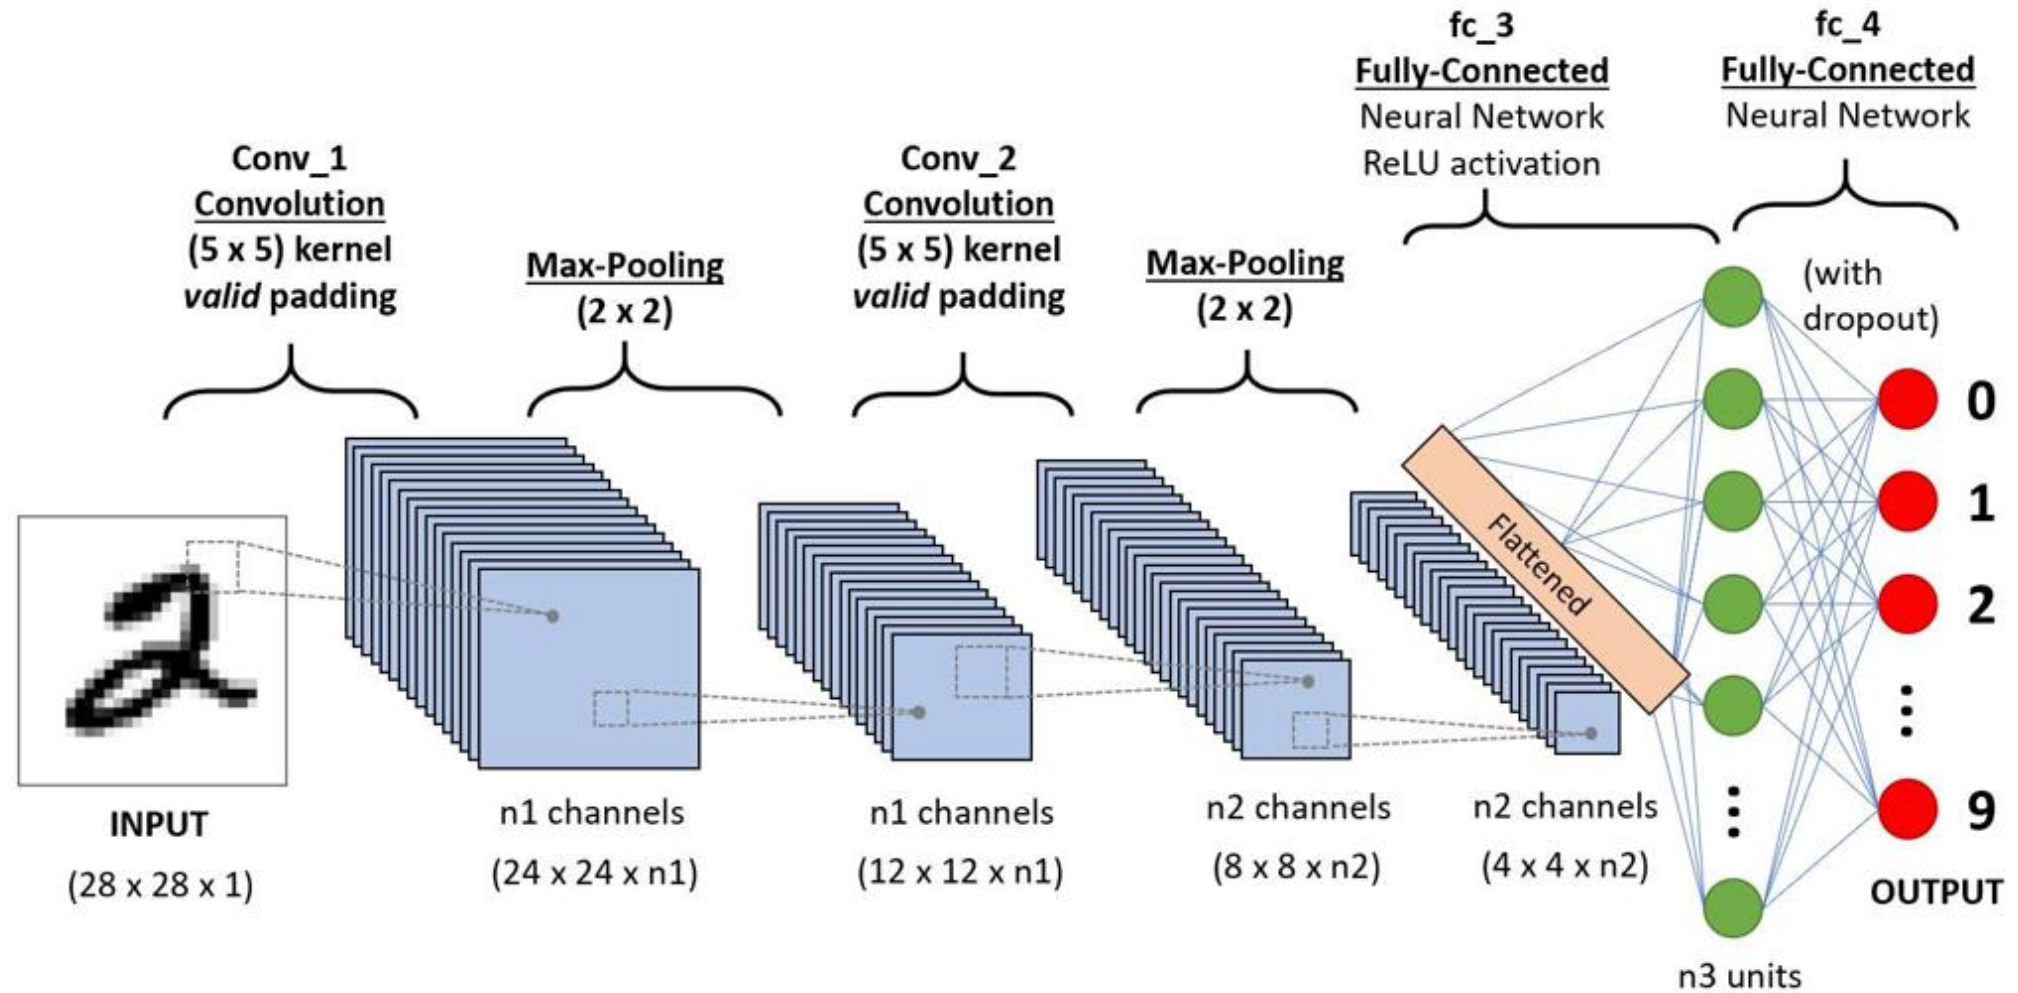 Conv_1
Convolution
(5 x 5) kernel
valid padding
Max-Pooling
(2 x 2)
Conv_2
Convolution
(5 x 5) kernel
valid padding
Max-Pooling
(2 x 2)
fc_3
Fully-Connected
Neural Network
ReLU activation
fc_4
Fully-Connected
Neural Network
(with
dropout)
Flattened
0
1
2
9
INPUT
(28 x 28 x 1)
n1 channels
(24 x 24 x n1)
n1 channels
(12 x 12 x n1)
n2 channels
(8 x 8 x n2)
n2 channels
(4 x 4 x n2)
OUTPUT
n3 units
2